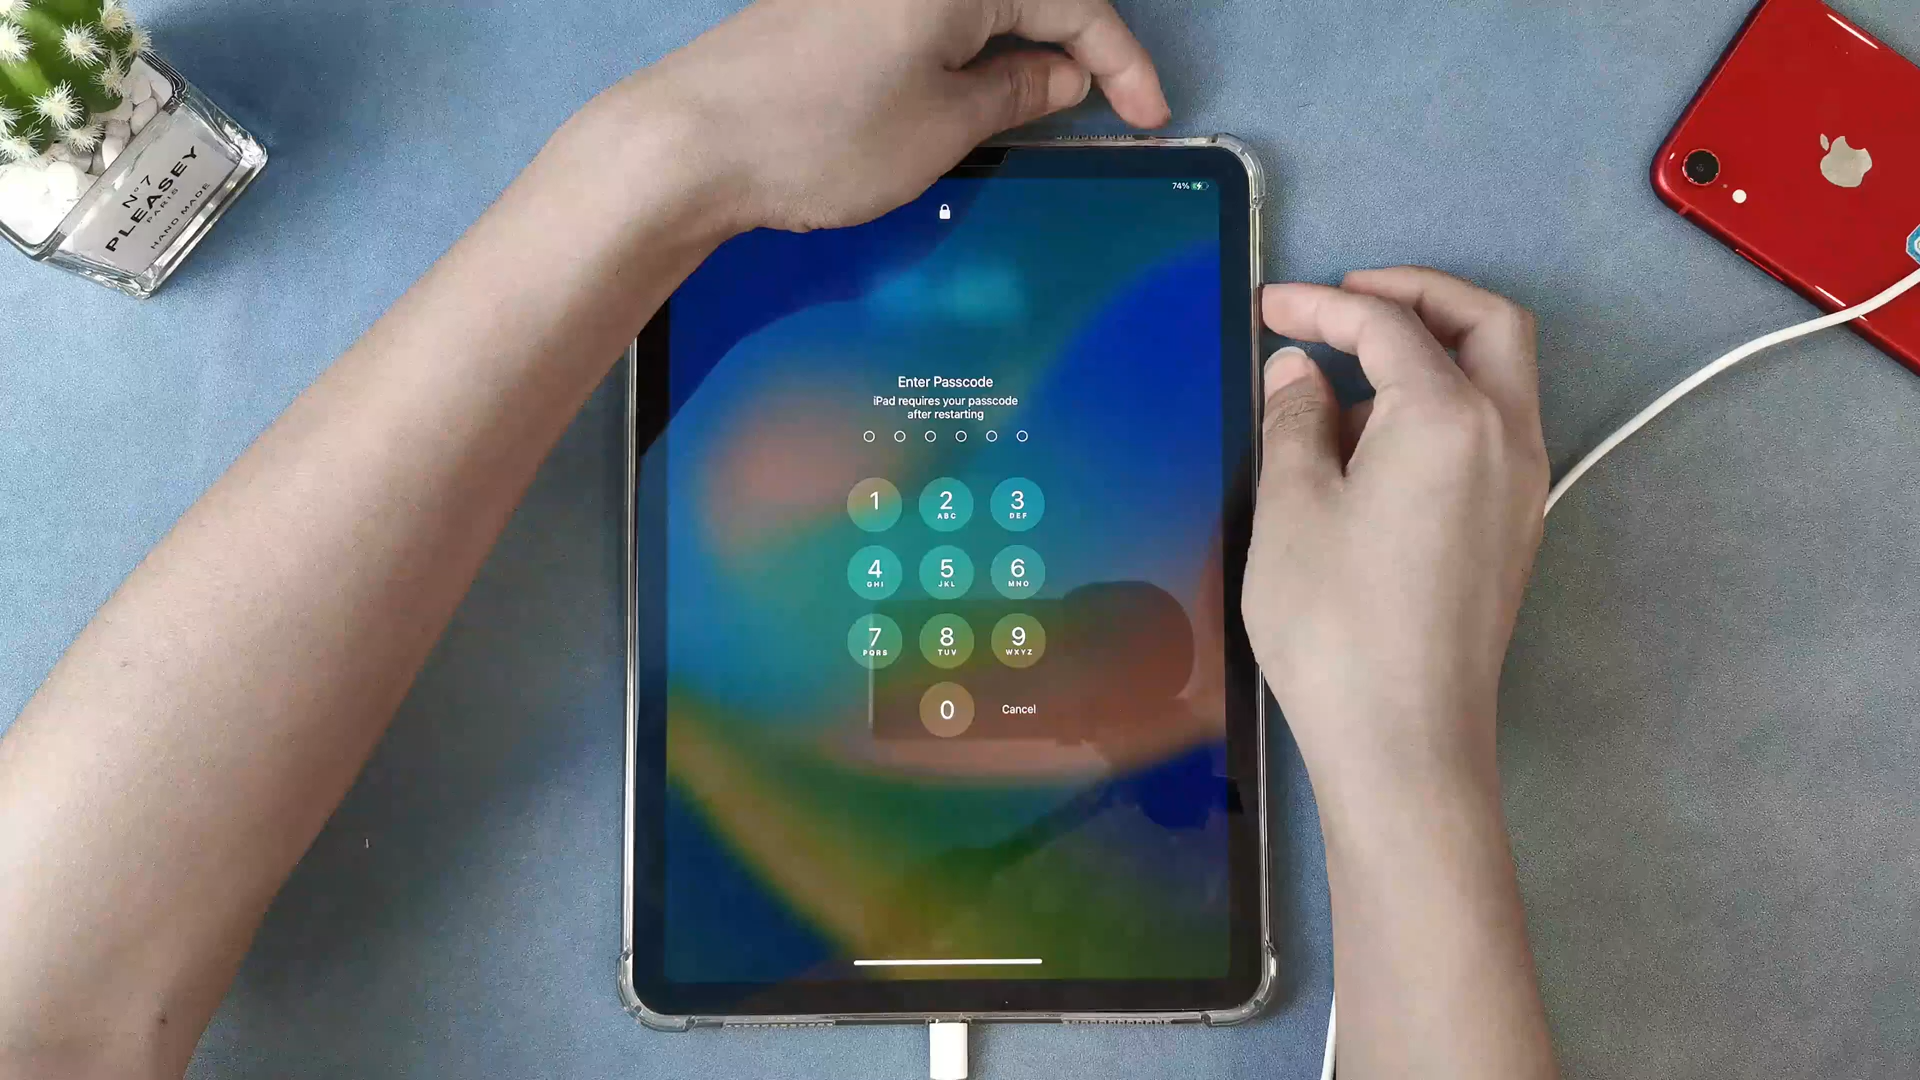 N°7
PLEASEY
PARIS
HAND MADE
74%
Enter Passcode
iPad requires your passcode
after restarting
1
2
ABC
3
DEF
4
GHI
5
JKL
6
MNO
7
PQRS
8
TUV
9
WXYZ
0
Cancel